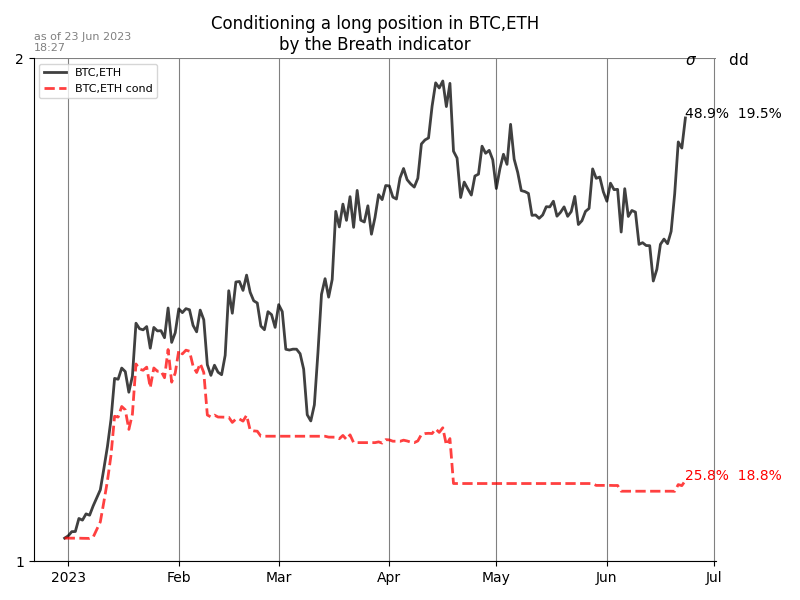 Conditioning a long position in BTC,ETH
by the Breath indicator
as of 23 Jun 2023
18:27
σ dd
2
BTC,ETH
BTC,ETH cond
48.9% 19.5%
25.8% 18.8%
1
2023 Feb Mar Apr May Jun Jul